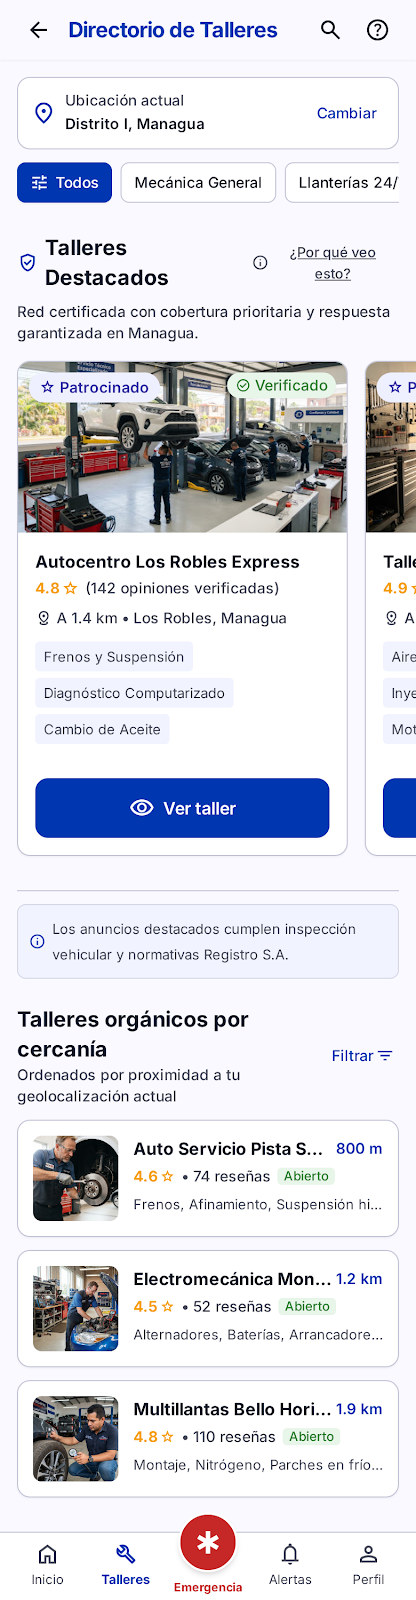 Directorio de Talleres
Ubicación actual
Distrito I, Managua
Cambiar
Todos
Mecánica General
Llanterías 24/
Talleres
Destacados
¿Por qué veo
esto?
Red certificada con cobertura prioritaria y respuesta
garantizada en Managua.
Patrocinado
Verificado
P
Autocentro Los Robles Express
4.8 (142 opiniones verificadas)
A 1.4 km • Los Robles, Managua
Frenos y Suspensión
Diagnóstico Computarizado
Cambio de Aceite
Ver taller
Talle
4.9
A
Aire
Inye
Mot
Los anuncios destacados cumplen inspección
vehicular y normativas Registro S.A.
Talleres orgánicos por
cercanía
Filtrar
Ordenados por proximidad a tu
geolocalización actual
Auto Servicio Pista S... 800 m
4.6 • 74 reseñas Abierto
Frenos, Afinamiento, Suspensión hi...
Electromecánica Mon... 1.2 km
4.5 • 52 reseñas Abierto
Alternadores, Baterías, Arrancadore...
Multillantas Bello Hori... 1.9 km
4.8 • 110 reseñas Abierto
Montaje, Nitrógeno, Parches en frío...
Inicio
Talleres
Emergencia
Alertas
Perfil